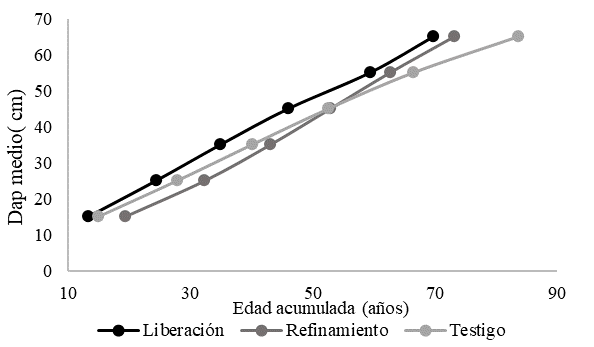 70
60
50
40
30
20
10
0
Dap medio( cm)
10 30 50 70 90
Edad acumulada (años)
Liberación Refinamiento Testigo